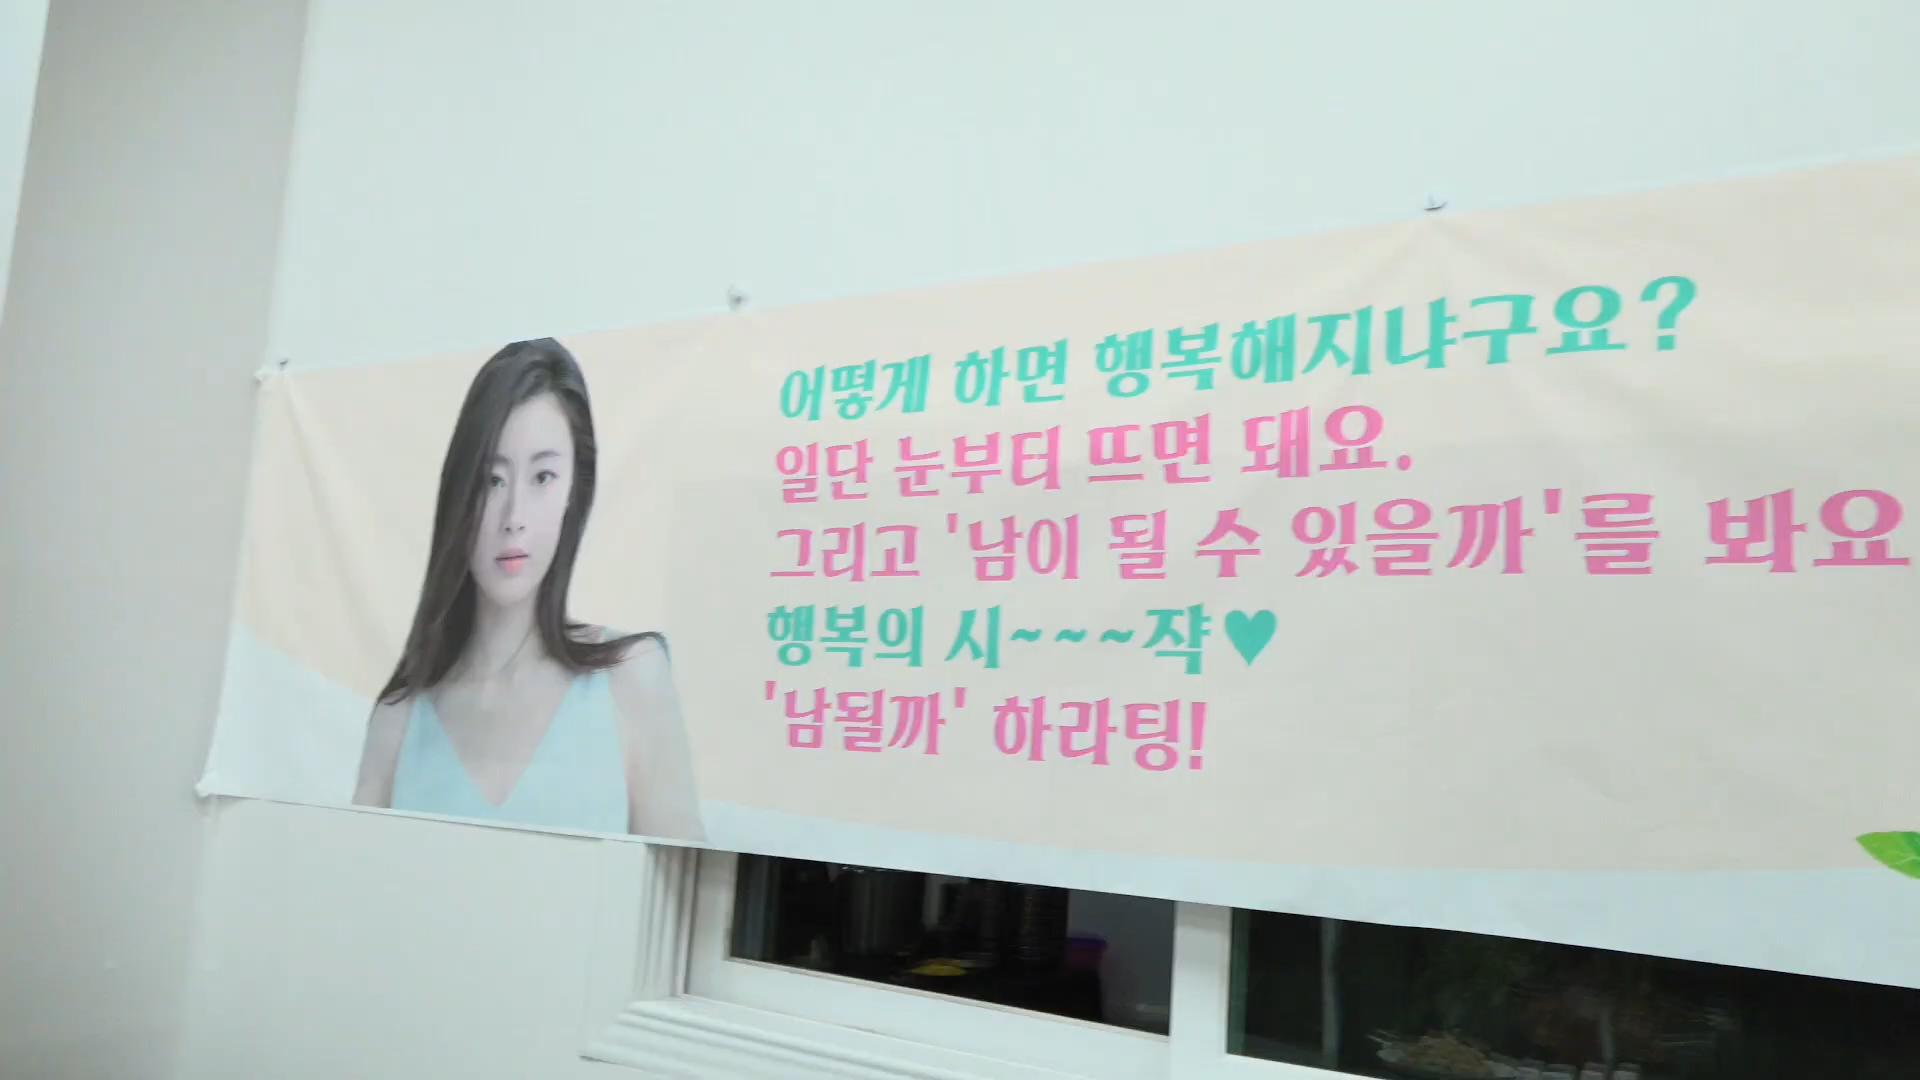 어떻게 하면 행복해지냐구요?
일단 눈부터 뜨면 돼요.
그리고 '남이 될 수 있을까'를 봐요
행복의 시~~~쟉♥
'남될까' 하라팅!